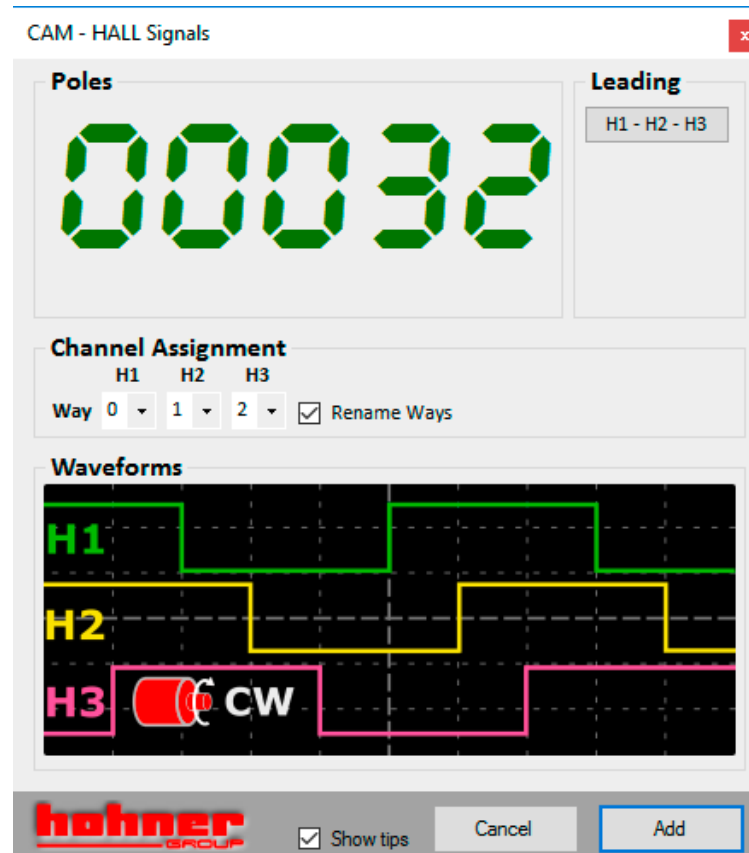 CAM - HALL Signals
x
Poles
Leading
00032
H1 - H2 - H3
Channel Assignment
H1 H2 H3
Way 0 1 2 Rename Ways
Waveforms
H1
H2
H3 CW
hohner
GROUP
Show tips
Cancel
Add